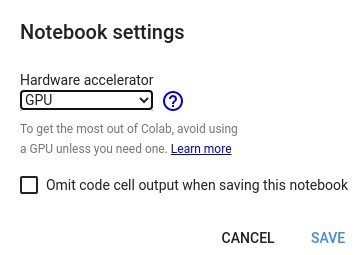 Notebook settings
Hardware accelerator
GPU
?
To get the most out of Colab, avoid using
a GPU unless you need one. Learn more
Omit code cell output when saving this notebook
CANCEL SAVE